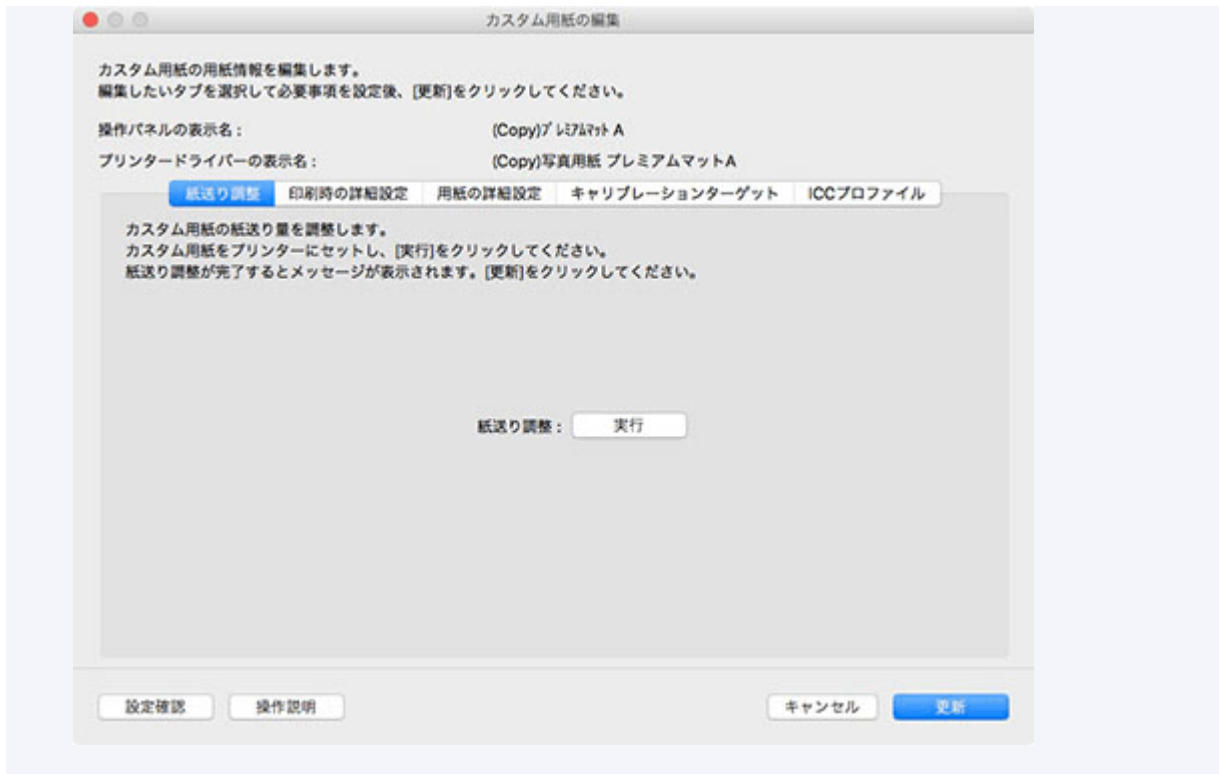 カスタム用紙の編集
カスタム用紙の用紙情報を編集します。
編集したいタブを選択して必要事項を設定後、[更新]をクリックしてください。
操作パネルの表示名： (Copy)ﾌﾟﾚﾐｱﾑﾏｯﾄ A
プリンタードライバーの表示名： (Copy)写真用紙 プレミアムマットA
紙送り調整 印刷時の詳細設定 用紙の詳細設定 キャリブレーションターゲット ICCプロファイル
カスタム用紙の紙送り量を調整します。
カスタム用紙をプリンターにセットし、[実行]をクリックしてください。
紙送り調整が完了するとメッセージが表示されます。[更新]をクリックしてください。
紙送り調整： 実行
設定確認 操作説明 キャンセル 更新